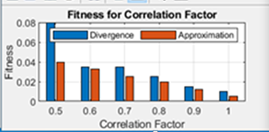 Fitness for Correlation Factor
Divergence Approximation
Fitness
0.08
0.06
0.04
0.02
0
0.5 0.6 0.7 0.8 0.9 1
Correlation Factor